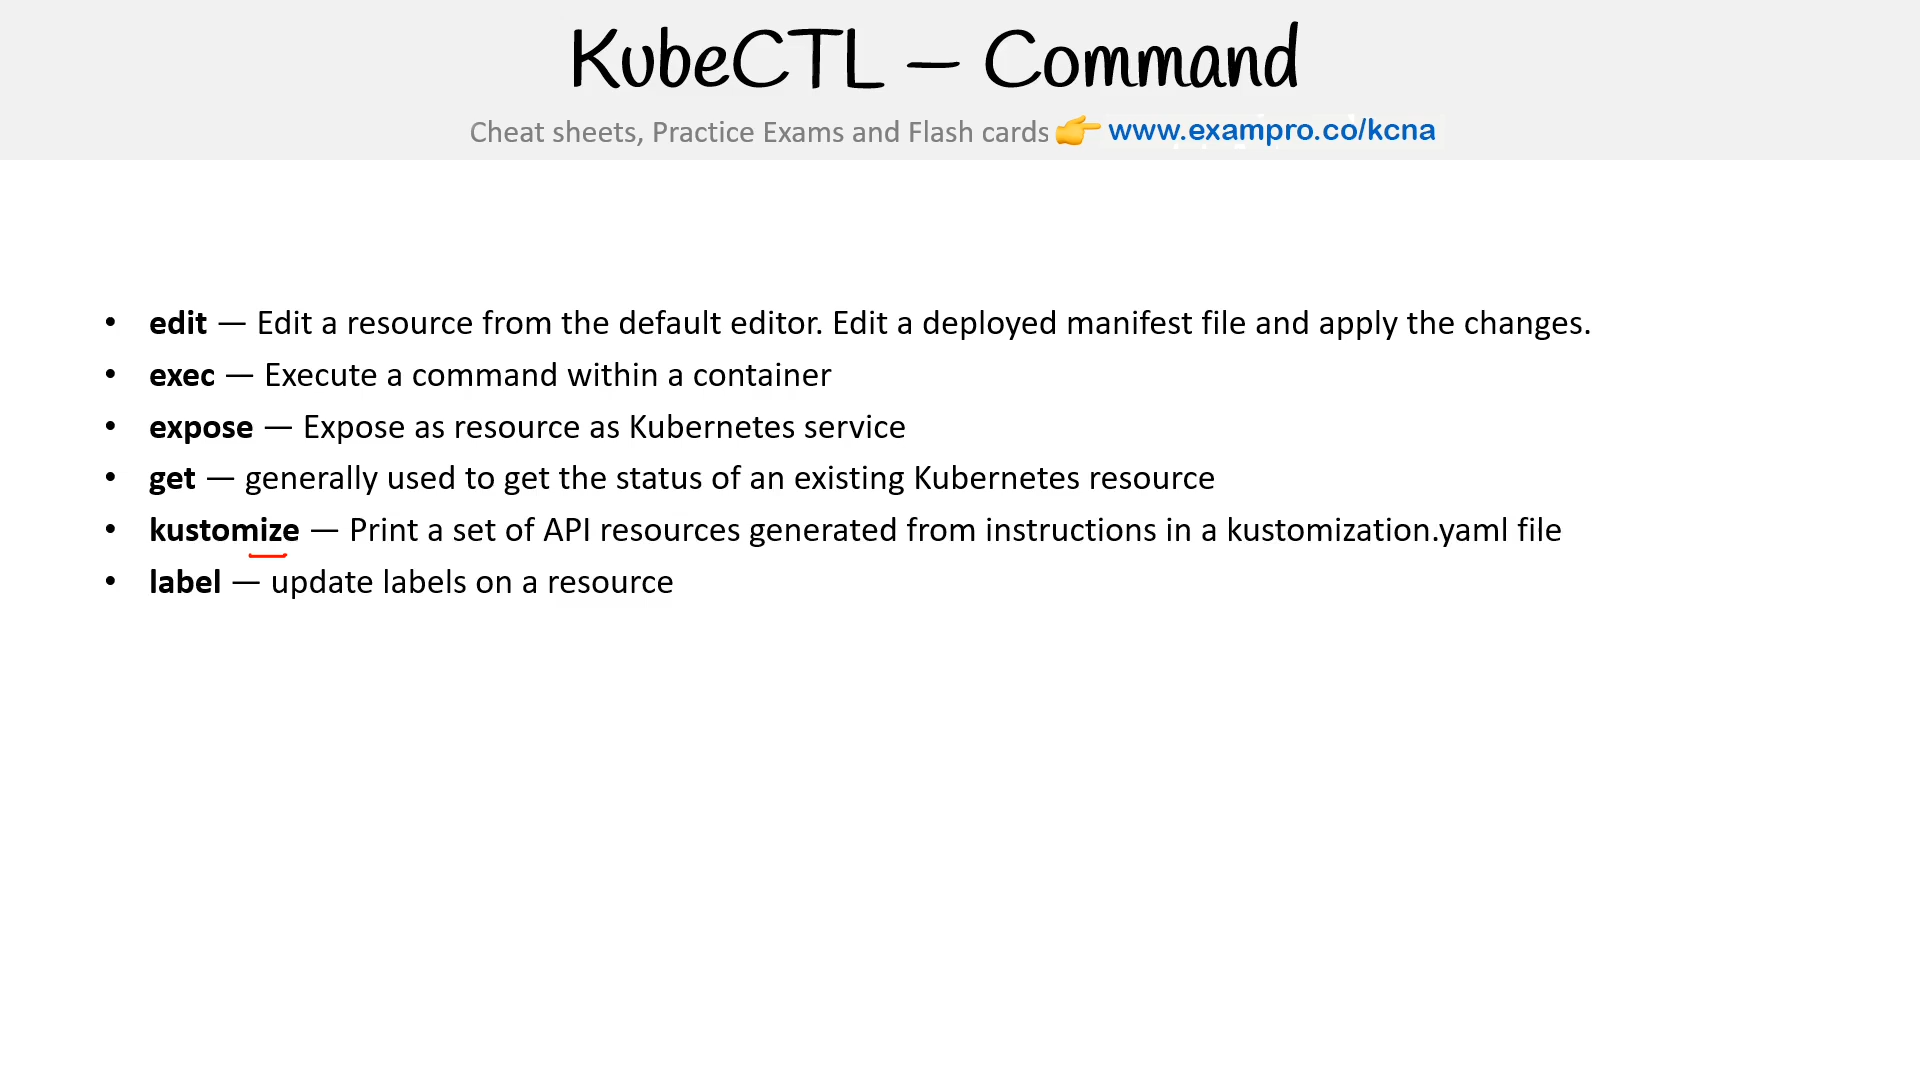 KubeCTL – Command
Cheat sheets, Practice Exams and Flash cards 👉 www.exampro.co/kcna
• edit — Edit a resource from the default editor. Edit a deployed manifest file and apply the changes.
• exec — Execute a command within a container
• expose — Expose as resource as Kubernetes service
• get — generally used to get the status of an existing Kubernetes resource
• kustomize — Print a set of API resources generated from instructions in a kustomization.yaml file
• label — update labels on a resource